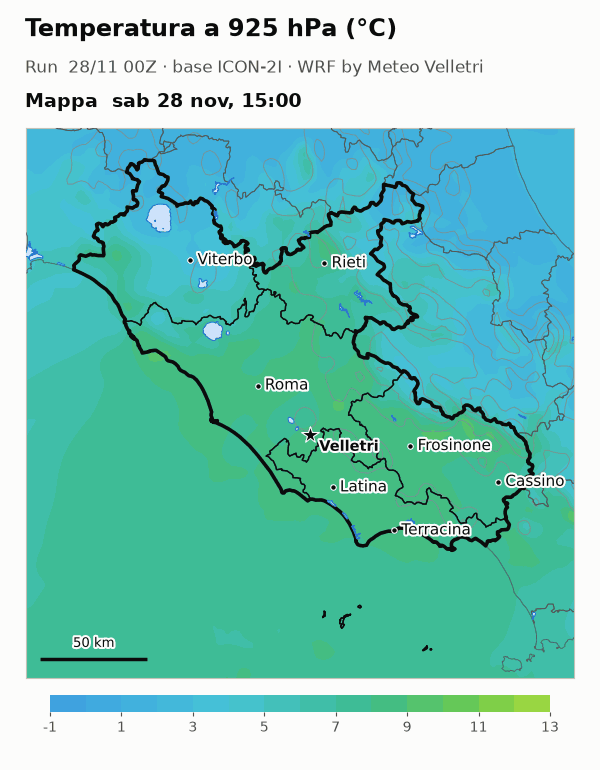 Temperatura a 925 hPa (°C)
Run 28/11 00Z · base ICON-2I · WRF by Meteo Velletri
Mappa sab 28 nov, 15:00
Viterbo
Rieti
Roma
Velletri
Frosinone
Latina
Cassino
Terracina
50 km
-1 1 3 5 7 9 11 13